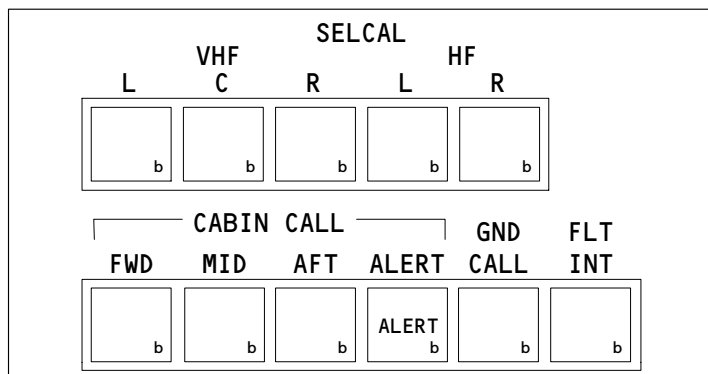 SELCAL
VHF HF
L C R L R
b b b b b
CABIN CALL
GND FLT
FWD MID AFT ALERT CALL INT
ALERT
b b b b b b